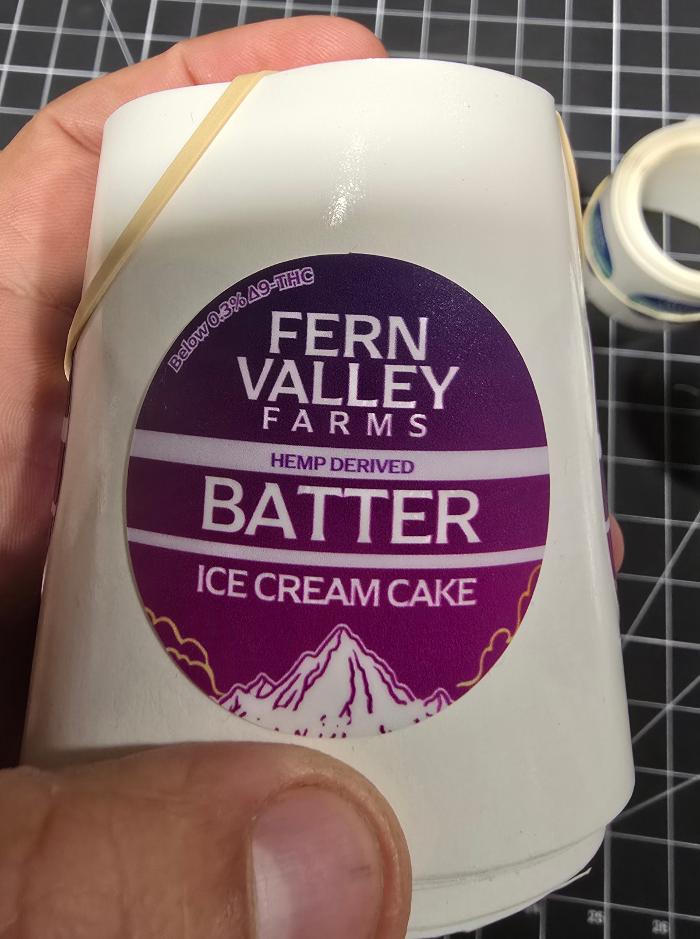 Below 0.3% Δ9-THC
FERN
VALLEY
FARMS
HEMP DERIVED
BATTER
ICE CREAM CAKE